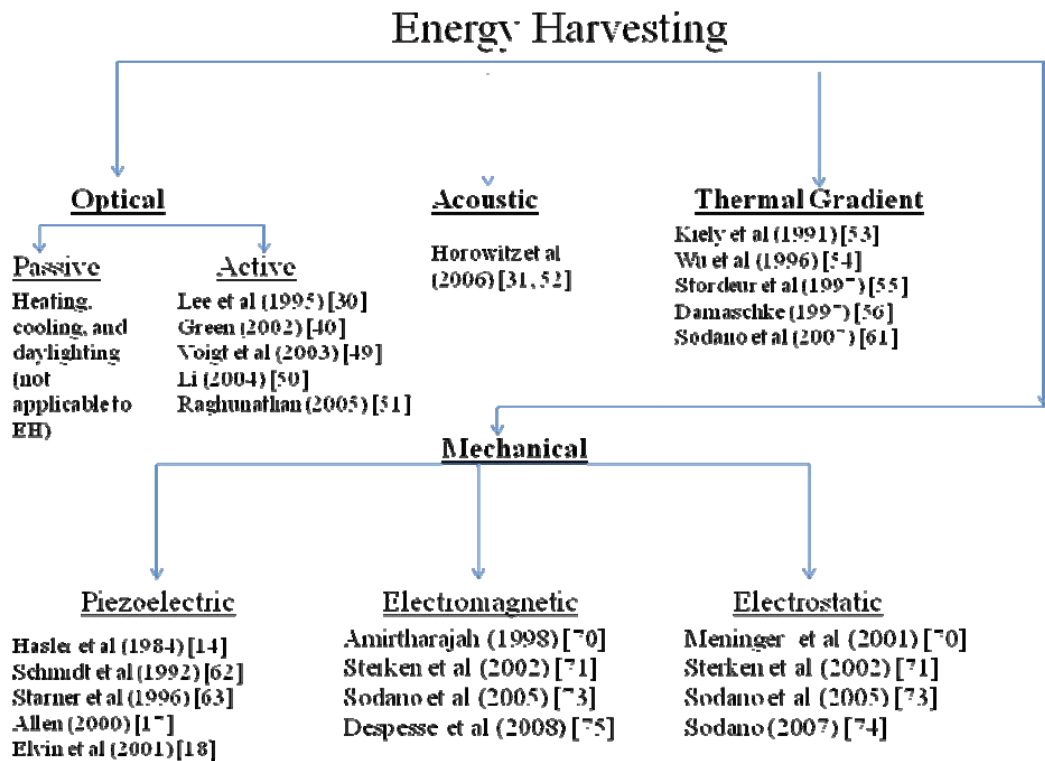 Energy Harvesting
Optical
Passive
Heating,
cooling, and
daylighting
(not
applicable to
EH)
Active
Lee et al (1995) [30]
Green (2002) [40]
Voigt et al (2003) [49]
Li (2004) [50]
Raghunathan (2005) [51]
Acoustic
Horowitz et al
(2006) [31, 52]
Thermal Gradient
Kiely et al (1991) [53]
Wu et al (1996) [54]
Stordeur et al (1997) [55]
Damaschke (1997) [56]
Sodano et al (2007) [61]
Mechanical
Piezoelectric
Hasler et al (1984) [14]
Schmidt et al (1992) [62]
Starner et al (1996) [63]
Allen (2000) [17]
Elvin et al (2001) [18]
Electromagnetic
Amirtharajah (1998) [70]
Sterken et al (2002) [71]
Sodano et al (2005) [73]
Despesse et al (2008) [75]
Electrostatic
Meninger et al (2001) [70]
Sterken et al (2002) [71]
Sodano et al (2005) [73]
Sodano (2007) [74]